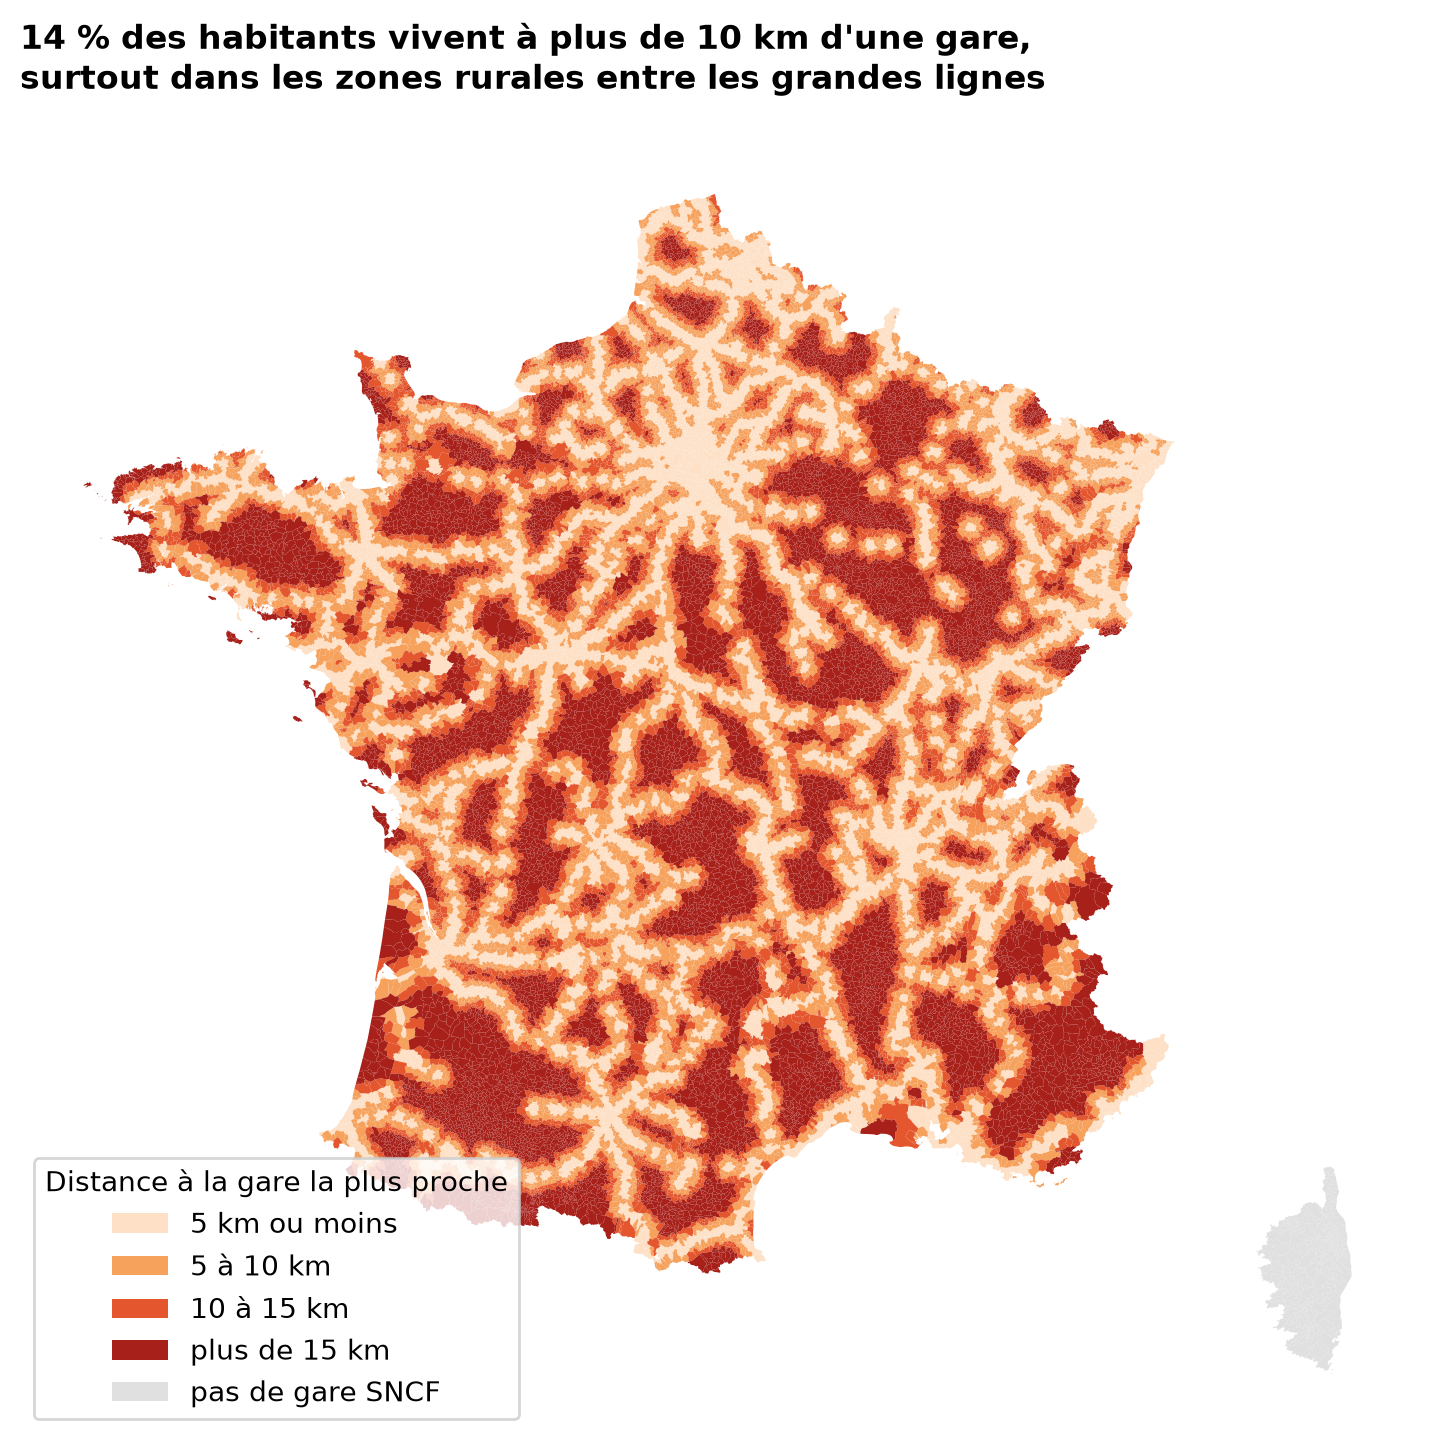 14 % des habitants vivent à plus de 10 km d'une gare,
surtout dans les zones rurales entre les grandes lignes
Distance à la gare la plus proche
5 km ou moins
5 à 10 km
10 à 15 km
plus de 15 km
pas de gare SNCF